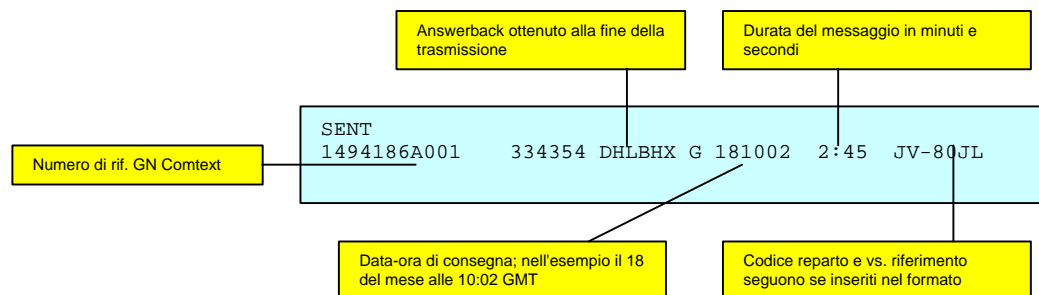 Answerback ottenuto alla fine della
trasmissione
Durata del messaggio in minuti e
secondi
SENT
1494186A001 334354 DHLBHX G 181002 2:45 JV-80JL
Numero di rif. GN Comtext
Data-ora di consegna; nell'esempio il 18
del mese alle 10:02 GMT
Codice reparto e vs. riferimento
seguono se inseriti nel formato